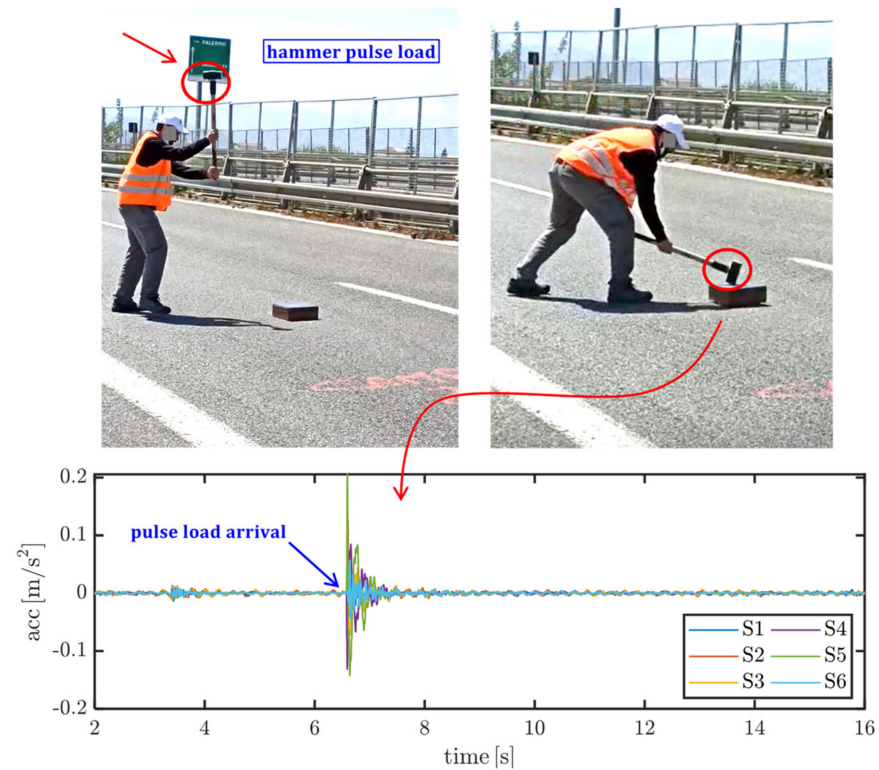 PALERMO
hammer pulse load
0.2
0.1
0
-0.1
-0.2
acc [m/s²]
pulse load arrival
S1 S4
S2 S5
S3 S6
2 4 6 8 10 12 14 16
time [s]